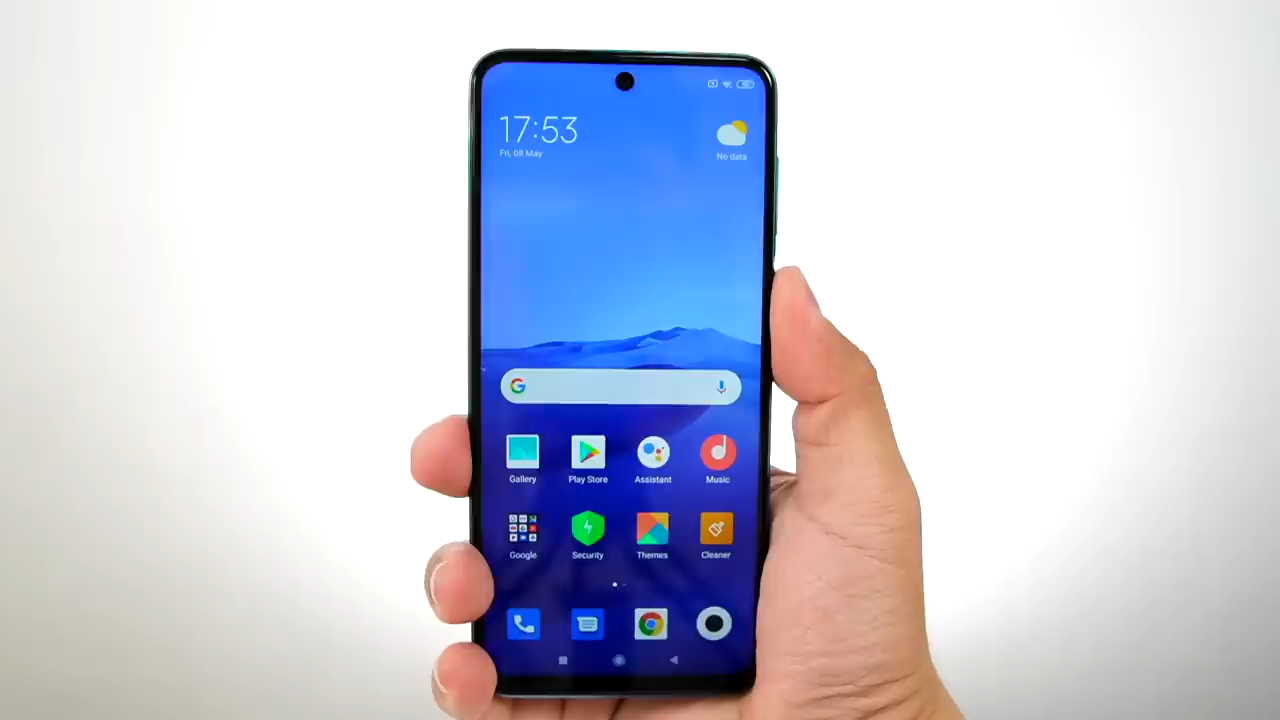 17:53
Fri, 08 May
No data
Gallery Play Store Assistant Music
Google Security Themes Cleaner